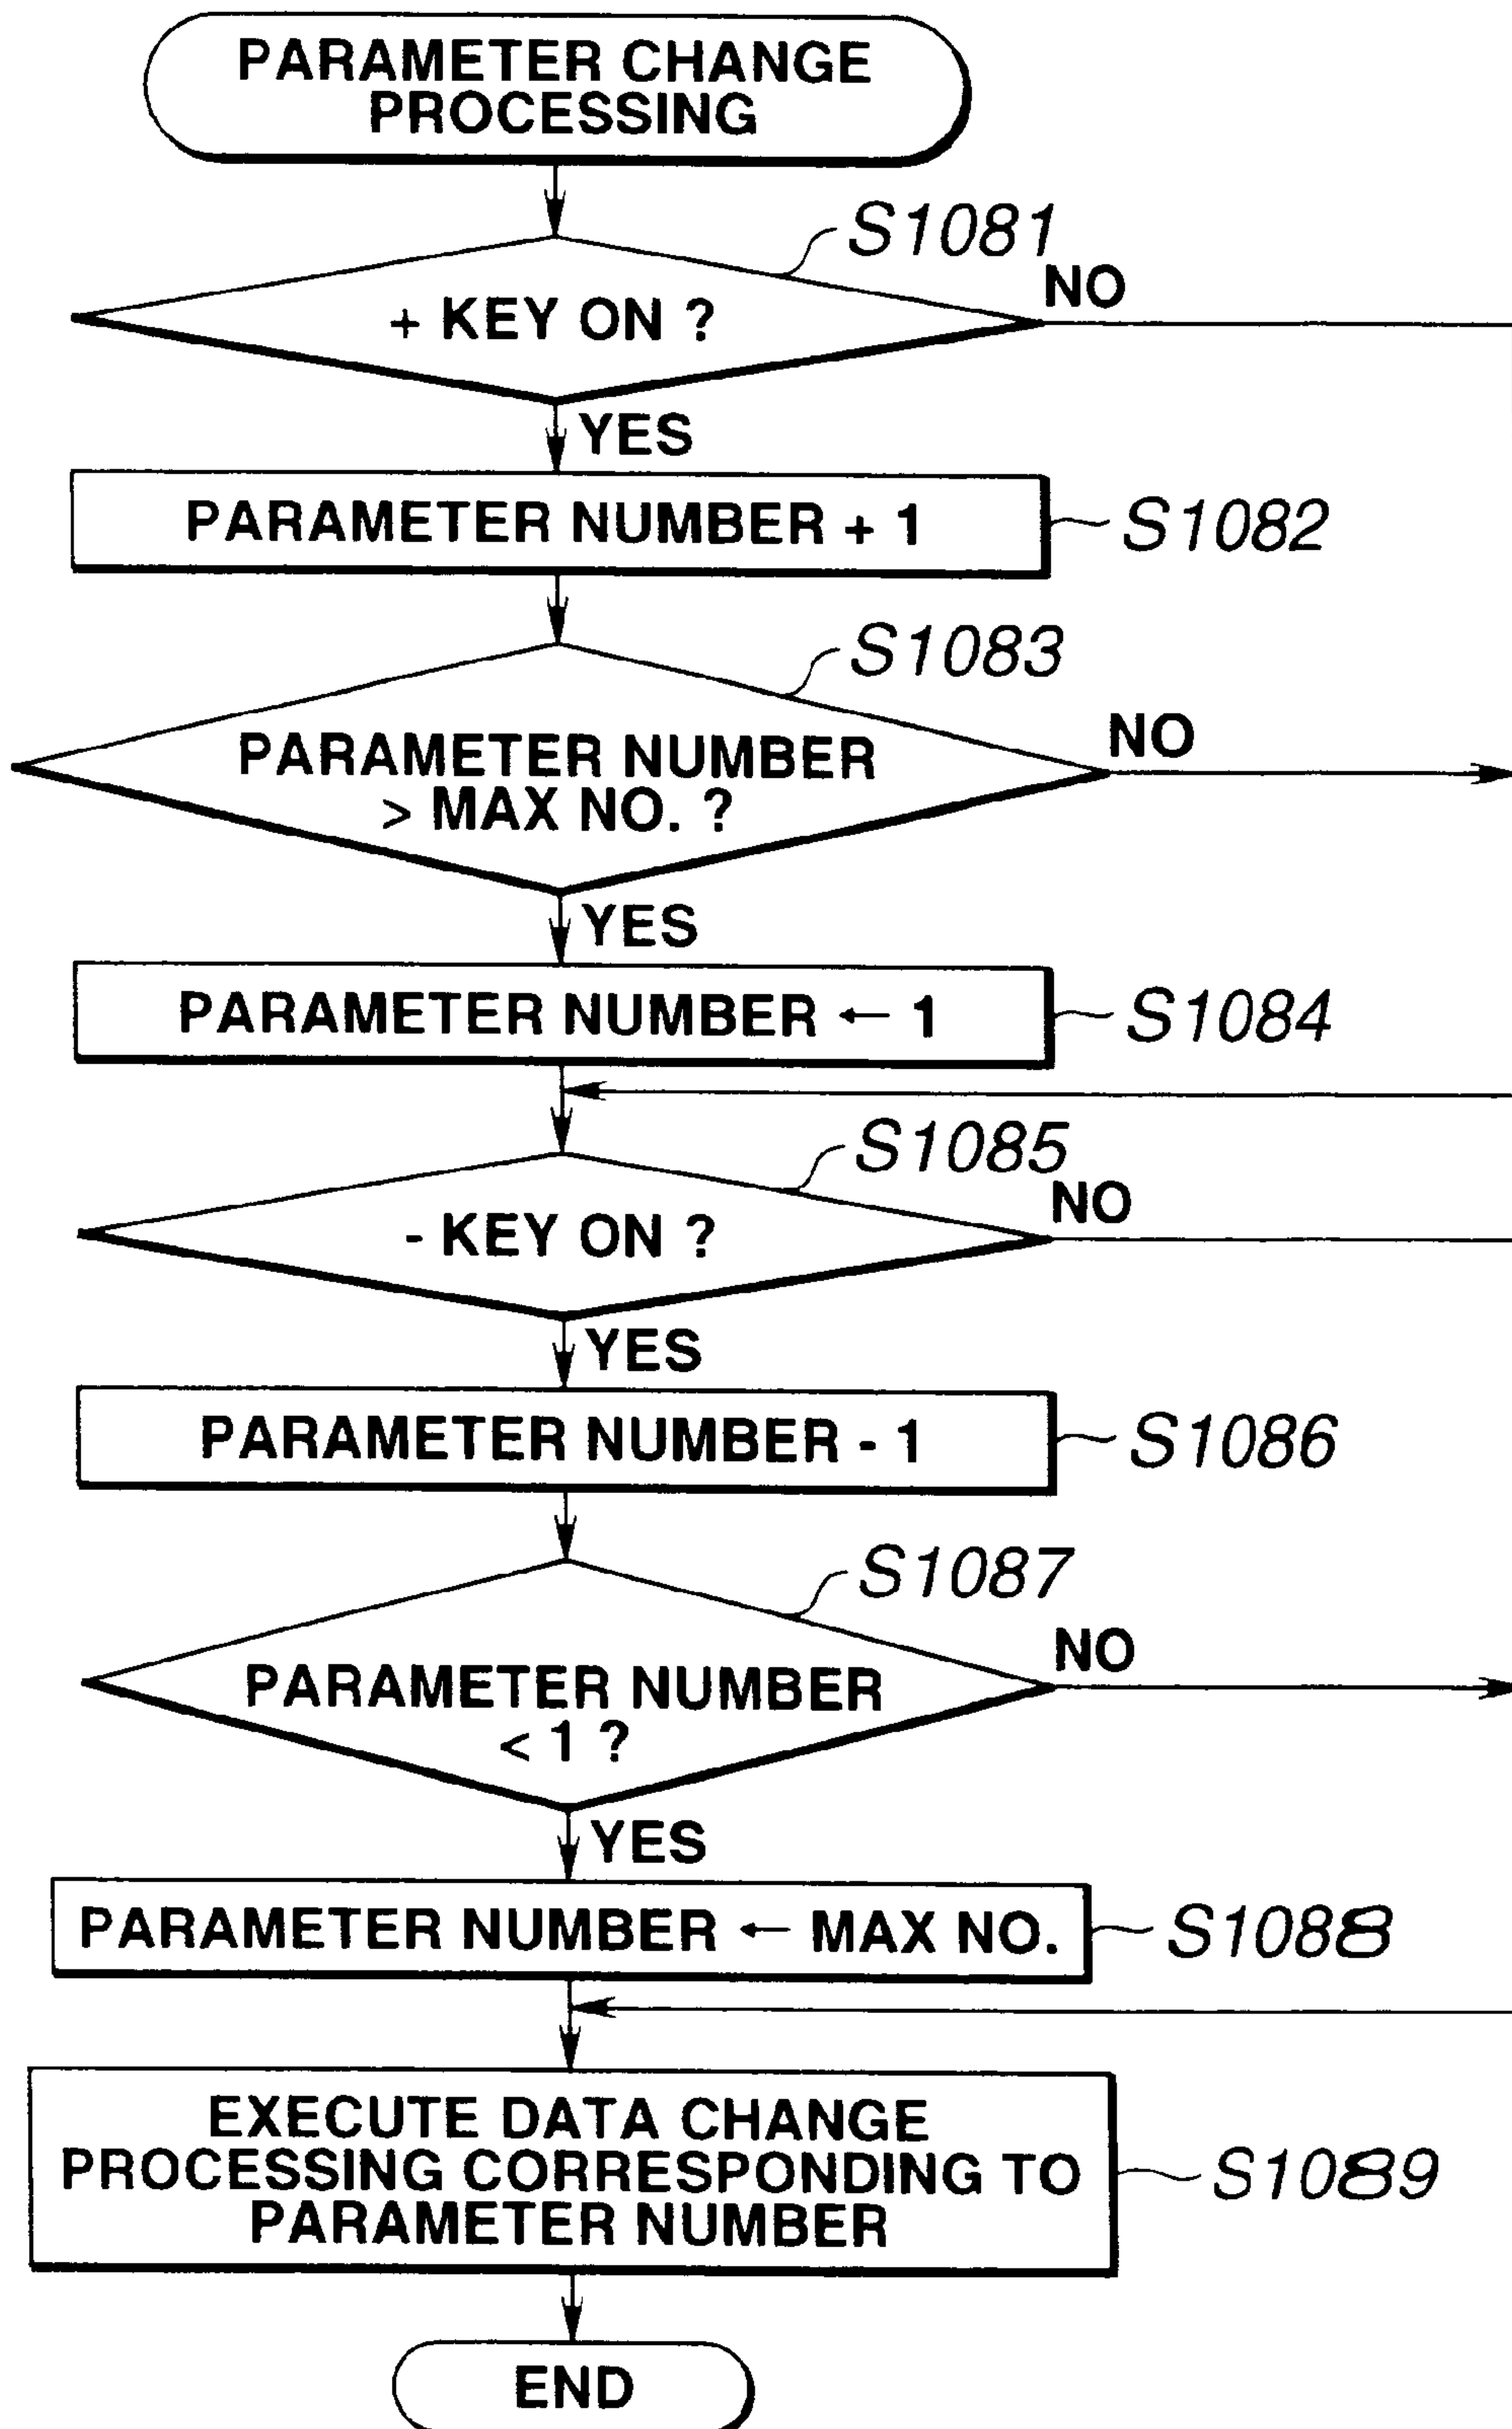 PARAMETER CHANGE
PROCESSING
S1081
+ KEY ON ?
NO
YES
PARAMETER NUMBER + 1
S1082
S1083
PARAMETER NUMBER
> MAX NO. ?
NO
YES
PARAMETER NUMBER ← 1
S1084
S1085
- KEY ON ?
NO
YES
PARAMETER NUMBER - 1
S1086
S1087
PARAMETER NUMBER
< 1 ?
NO
YES
PARAMETER NUMBER ← MAX NO.
S1088
EXECUTE DATA CHANGE
PROCESSING CORRESPONDING TO
PARAMETER NUMBER
S1089
END